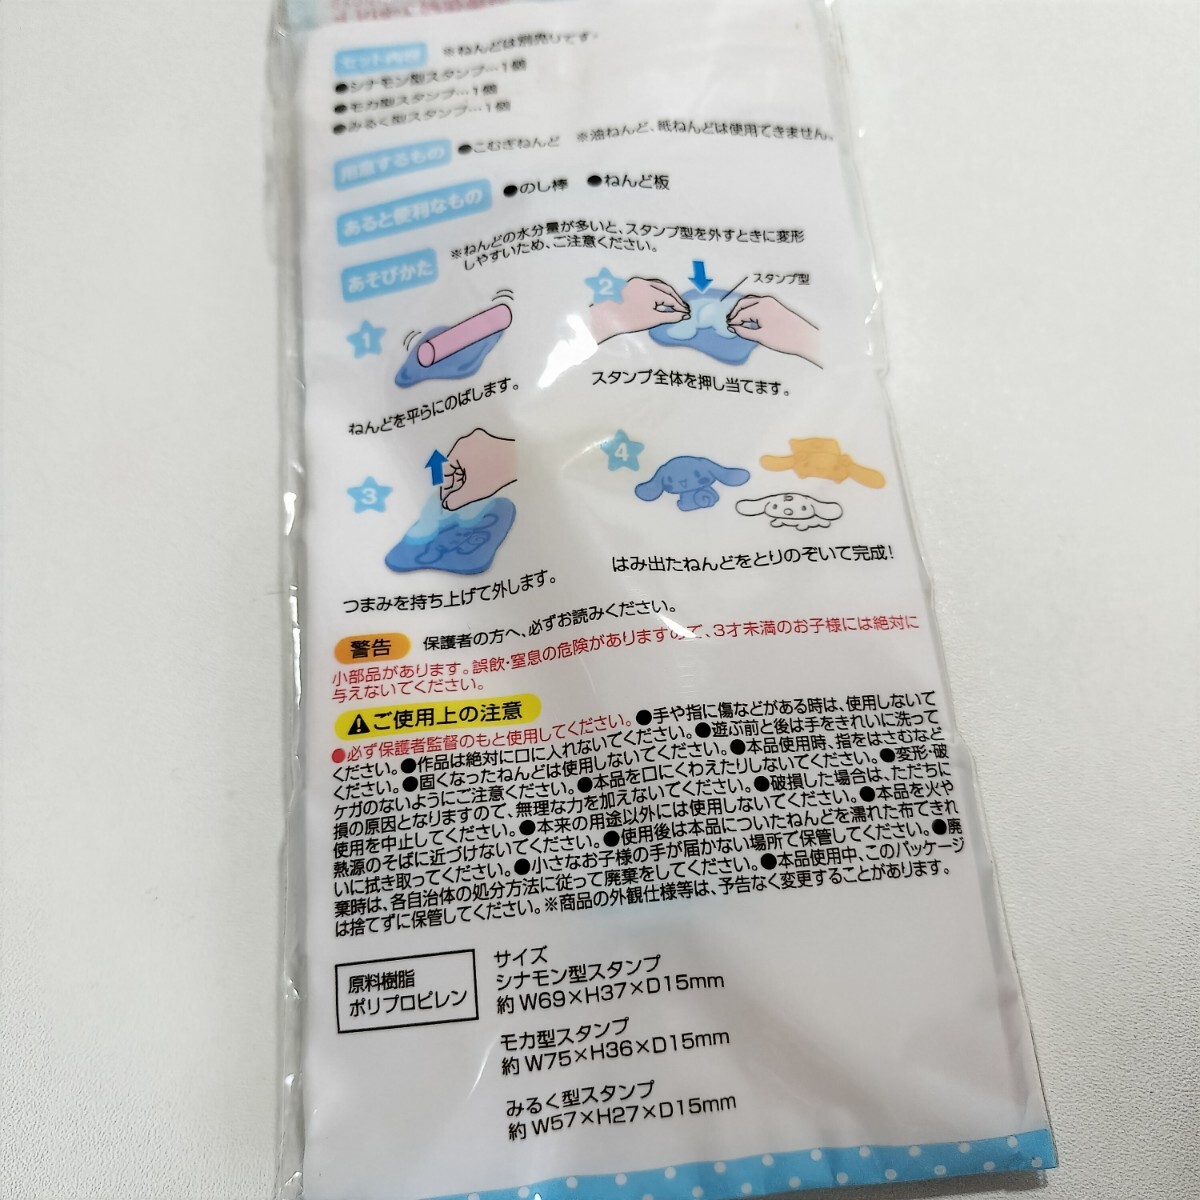 セット内容 ※ねんどは別売りです。
●シナモン型スタンプ…1個
●モカ型スタンプ…1個
●みるく型スタンプ…1個
用意するもの ●こむぎねんど ※油ねんど、紙ねんどは使用できません。
あると便利なもの ●のし棒 ●ねんど板
あそびかた ※ねんどの水分量が多いと、スタンプ型を外すときに変形
しやすいため、ご注意ください。
1
ねんどを平らにのばします。
2
スタンプ型
スタンプ全体を押し当てます。
3
つまみを持ち上げて外します。
4
はみ出たねんどをとりのぞいて完成!
警告 保護者の方へ、必ずお読みください。
小部品があります。誤飲・窒息の危険がありますので、3才未満のお子様には絶対に
与えないでください。
ご使用上の注意
●必ず保護者監督のもと使用してください。●手や指に傷などがある時は、使用しないで
ください。●作品は絶対に口に入れないでください。●遊ぶ前と後は手をきれいに洗って
ください。●固くなったねんどは使用しないでください。●本品使用時、指をはさむなど
ケガのないようにご注意ください。●本品を口にくわえたりしないでください。●変形・破
損の原因となりますので、無理な力を加えないでください。●破損した場合は、ただちに
使用を中止してください。●本来の用途以外には使用しないでください。●本品を火や
熱源のそばに近づけないでください。●使用後は本品についたねんどを濡れた布できれ
いに拭き取ってください。●小さなお子様の手が届かない場所で保管してください。●廃
棄時は、各自治体の処分方法に従って廃棄をしてください。●本品使用中、このパッケージ
は捨てずに保管してください。※商品の外観仕様等は、予告なく変更することがあります。
原料樹脂
ポリプロピレン
サイズ
シナモン型スタンプ
約W69×H37×D15mm
モカ型スタンプ
約W75×H36×D15mm
みるく型スタンプ
約W57×H27×D15mm